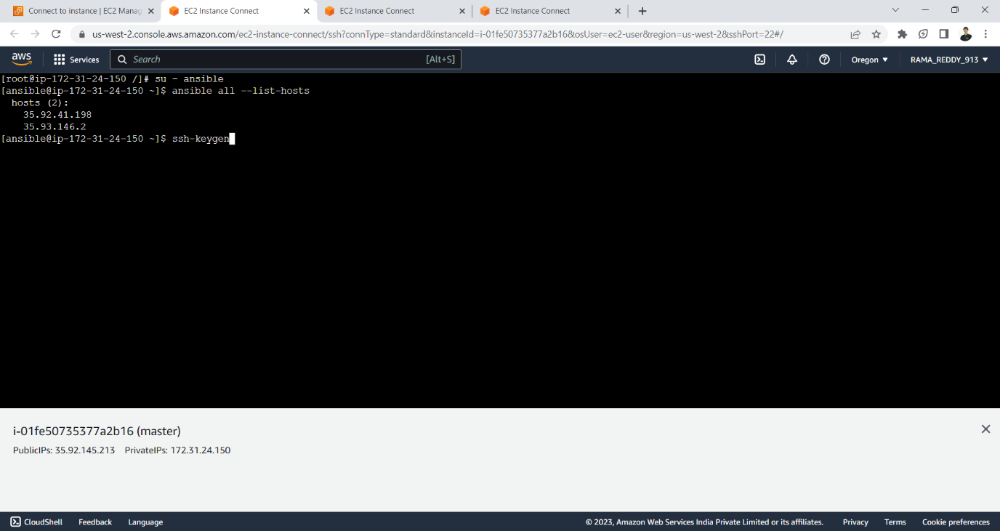 Connect to instance | EC2 Manag
EC2 Instance Connect
EC2 Instance Connect
EC2 Instance Connect
us-west-2.console.aws.amazon.com/ec2-instance-connect/ssh?connType=standard&instanceId=i-01fe50735377a2b16&osUser=ec2-user&region=us-west-2&sshPort=22#/
aws Services Search [Alt+S] Oregon RAMA_REDDY_913
[root@ip-172-31-24-150 /]# su - ansible
[ansible@ip-172-31-24-150 ~]$ ansible all --list-hosts
hosts (2):
35.92.41.198
35.93.146.2
[ansible@ip-172-31-24-150 ~]$ ssh-keygen
i-01fe50735377a2b16 (master)
PublicIPs: 35.92.145.213 PrivateIPs: 172.31.24.150
CloudShell Feedback Language © 2023, Amazon Web Services India Private Limited or its affiliates. Privacy Terms Cookie preferences